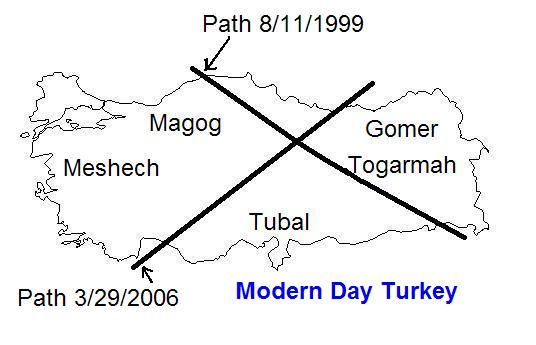 Path 8/11/1999
Magog
Gomer
Meshech
Togarmah
Tubal
Path 3/29/2006
Modern Day Turkey